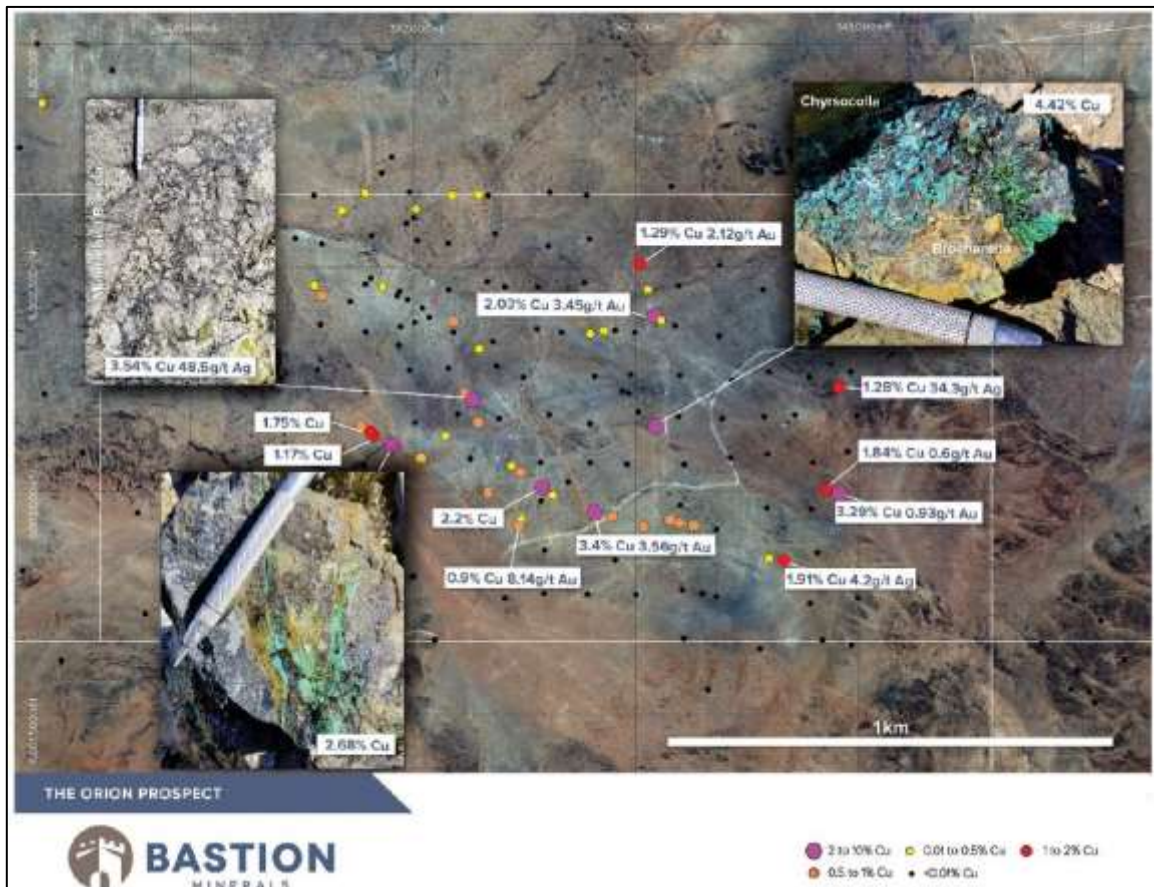 Chyrsocolla
4.42% Cu
Brochantite
1.29% Cu 2.12g/t Au
2.03% Cu 3.45g/t Au
3.54% Cu 48.5g/t Ag
1.28% Cu 34.3g/t Ag
1.75% Cu
1.17% Cu
1.84% Cu 0.6g/t Au
2.2% Cu
3.29% Cu 0.93g/t Au
3.4% Cu 3.56g/t Au
0.9% Cu 8.14g/t Au
1.91% Cu 4.2g/t Ag
2.68% Cu
1km
THE ORION PROSPECT
BASTION
MINERALS
2 to 10% Cu
0.01 to 0.5% Cu
1 to 2% Cu
0.5 to 1% Cu
<0.01% Cu